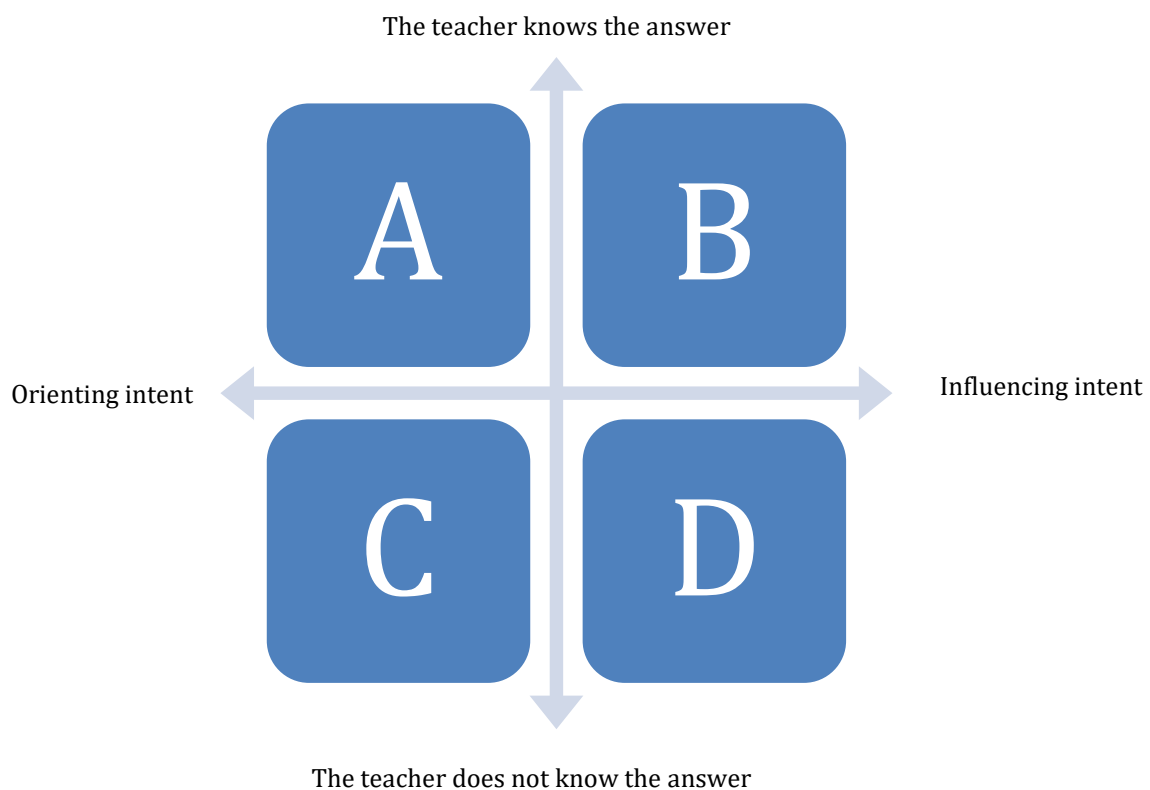 The teacher knows the answer
A
B
Orienting intent
Influencing intent
C
D
The teacher does not know the answer